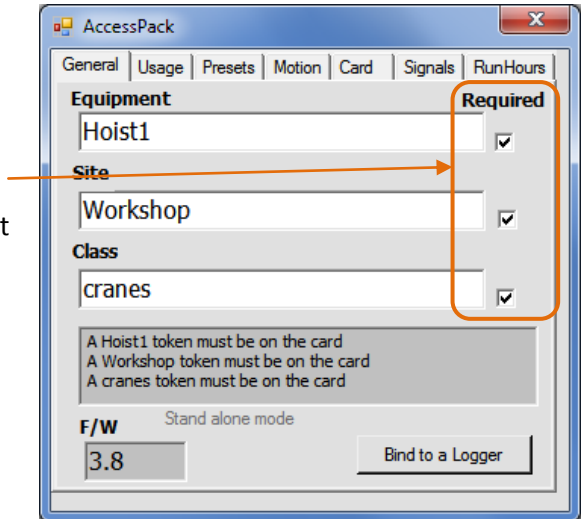 AccessPack
General Usage Presets Motion Card Signals RunHours
Equipment Required
Hoist1
Site
Workshop
t
Class
cranes
A Hoist1 token must be on the card
A Workshop token must be on the card
A cranes token must be on the card
F/W Stand alone mode
3.8 Bind to a Logger